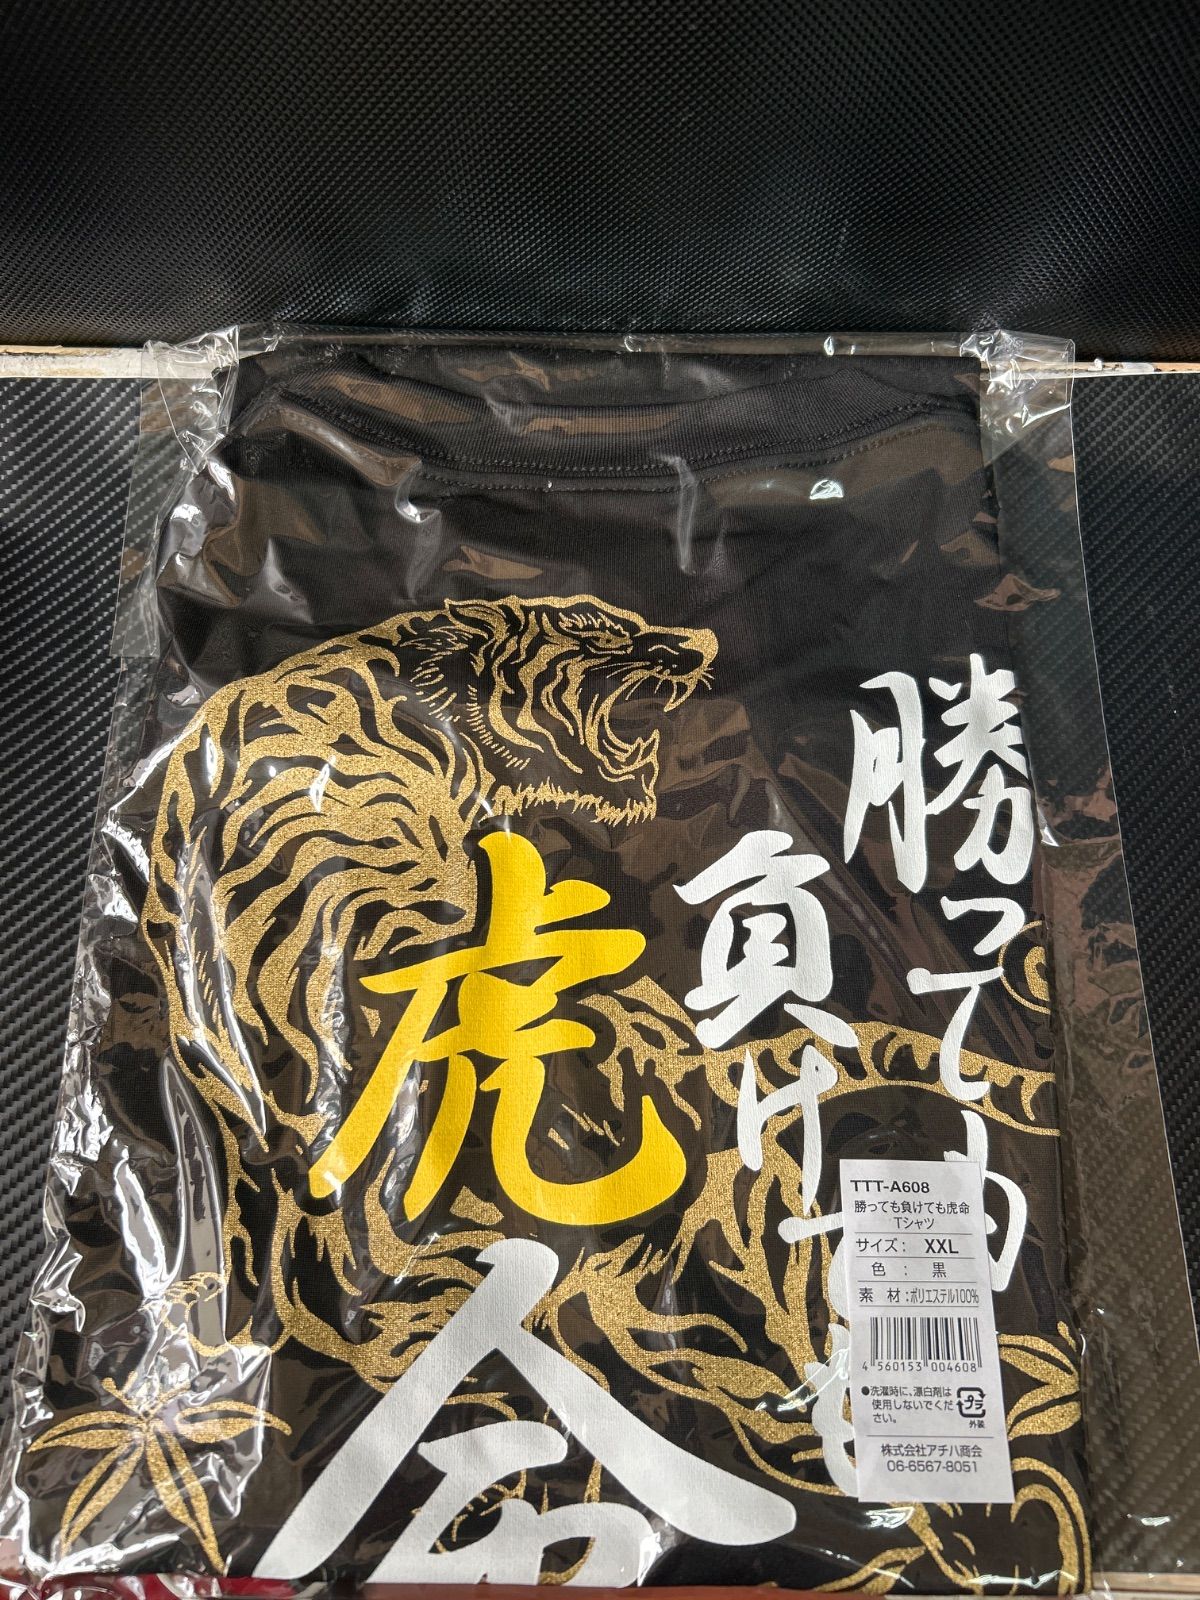 勝っても
負けても
虎命
TTT-A608
勝っても負けても虎命
Tシャツ
サイズ： XXL
色 ： 黒
素 材：ポリエステル100%
4 560153 004608
●洗濯時に、漂白剤は
使用しないでくだ
さい。
プラ
外装
株式会社アチハ商会
06-6567-8051